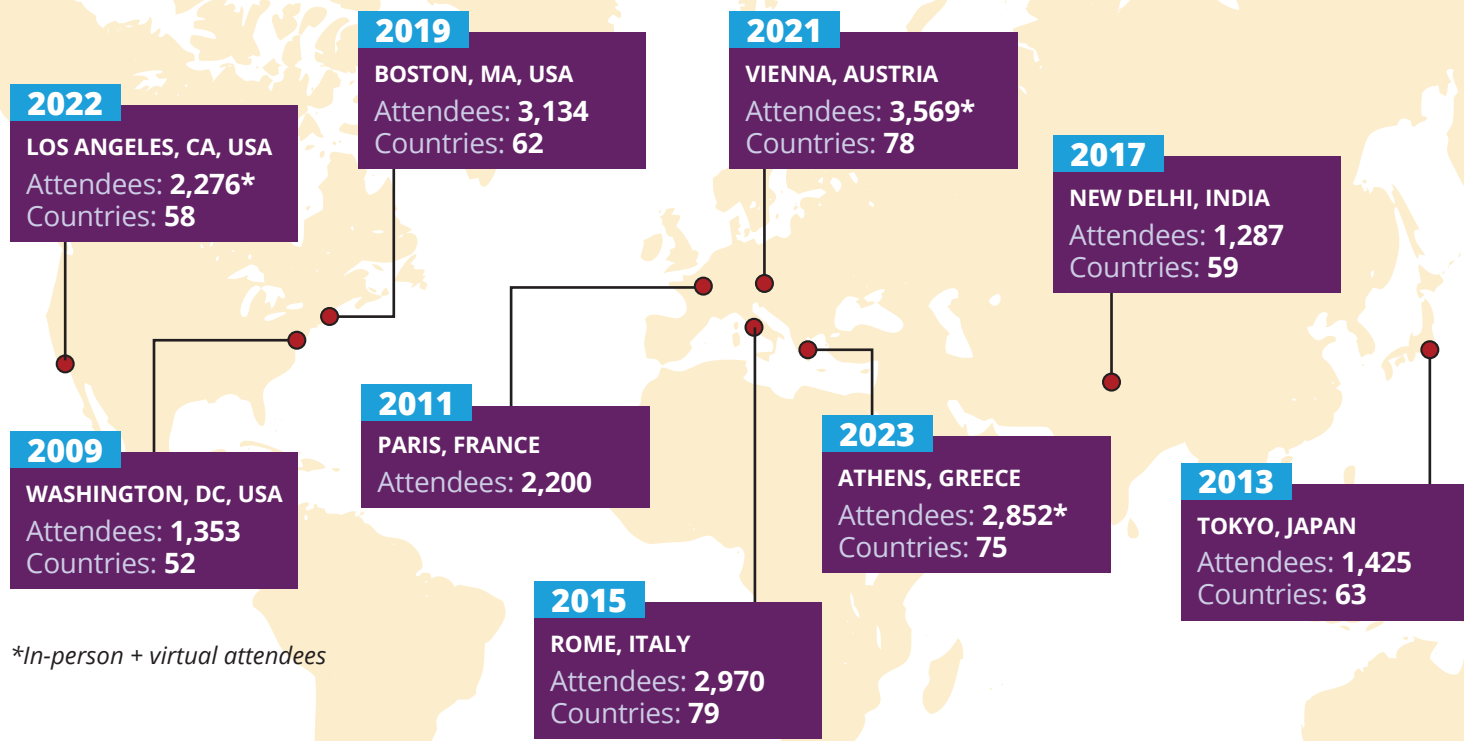 2019
BOSTON, MA, USA
Attendees: 3,134
Countries: 62
2021
VIENNA, AUSTRIA
Attendees: 3,569*
Countries: 78
2022
LOS ANGELES, CA, USA
Attendees: 2,276*
Countries: 58
2017
NEW DELHI, INDIA
Attendees: 1,287
Countries: 59
2011
PARIS, FRANCE
Attendees: 2,200
2023
ATHENS, GREECE
Attendees: 2,852*
Countries: 75
2009
WASHINGTON, DC, USA
Attendees: 1,353
Countries: 52
2013
TOKYO, JAPAN
Attendees: 1,425
Countries: 63
2015
ROME, ITALY
Attendees: 2,970
Countries: 79
*In-person + virtual attendees